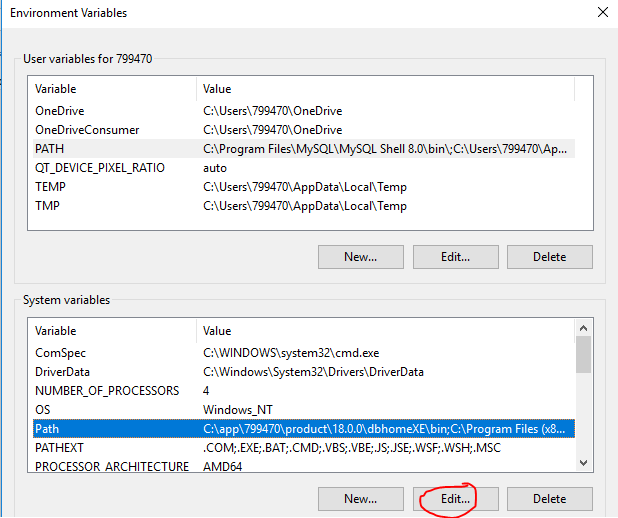 Environment Variables
User variables for 799470
Variable Value
OneDrive C:\Users\799470\OneDrive
OneDriveConsumer C:\Users\799470\OneDrive
PATH C:\Program Files\MySQL\MySQL Shell 8.0\bin\;C:\Users\799470\Ap...
QT_DEVICE_PIXEL_RATIO auto
TEMP C:\Users\799470\AppData\Local\Temp
TMP C:\Users\799470\AppData\Local\Temp
New... Edit... Delete
System variables
Variable Value
ComSpec C:\WINDOWS\system32\cmd.exe
DriverData C:\Windows\System32\Drivers\DriverData
NUMBER_OF_PROCESSORS 4
OS Windows_NT
Path C:\app\799470\product\18.0.0\dbhomeXE\bin;C:\Program Files (x8...
PATHEXT .COM;.EXE;.BAT;.CMD;.VBS;.VBE;.JS;.JSE;.WSF;.WSH;.MSC
PROCESSOR_ARCHITECTURE AMD64
New... Edit... Delete